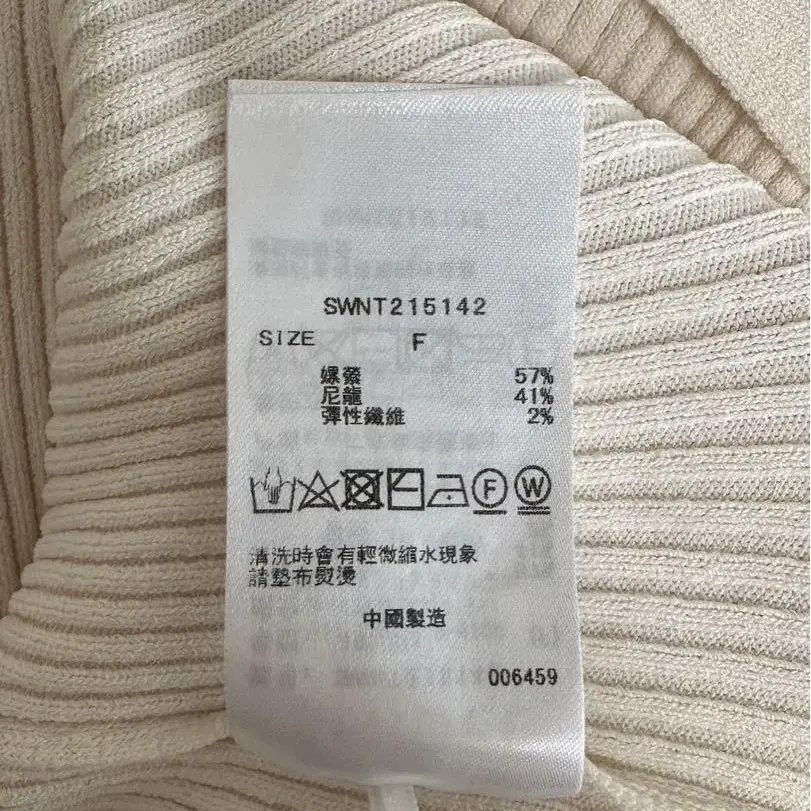 SWNT215142
SIZE F
嫘縈 57%
尼龍 41%
彈性纖維 2%
F W
清洗時會有輕微縮水現象
請墊布熨燙
中國製造
006459